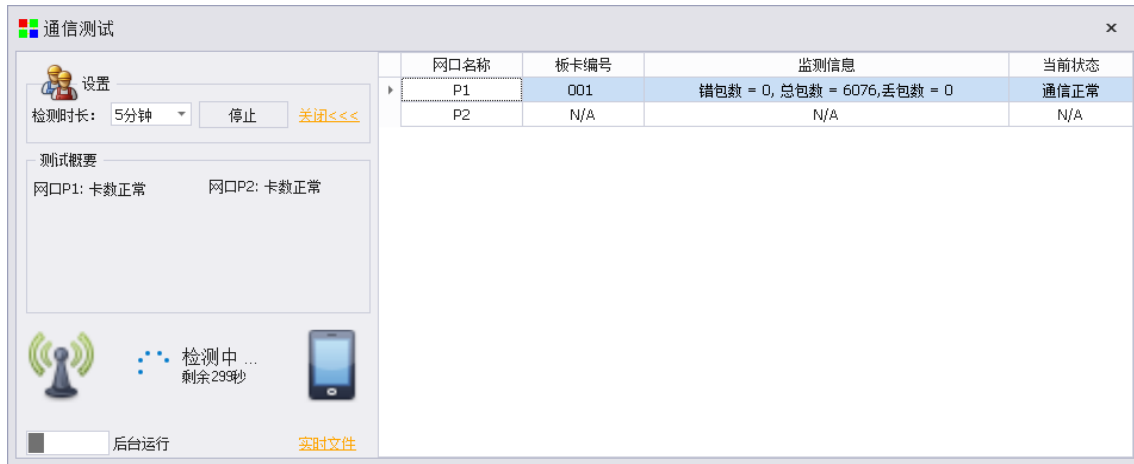 通信测试
×
设置
检测时长: 5分钟 停止 关闭<<<
测试概要
网口P1: 卡数正常 网口P2: 卡数正常
检测中 ...
剩余299秒
后台运行 实时文件
网口名称 板卡编号 监测信息 当前状态
P1 001 错包数 = 0, 总包数 = 6076,丢包数 = 0 通信正常
P2 N/A N/A N/A